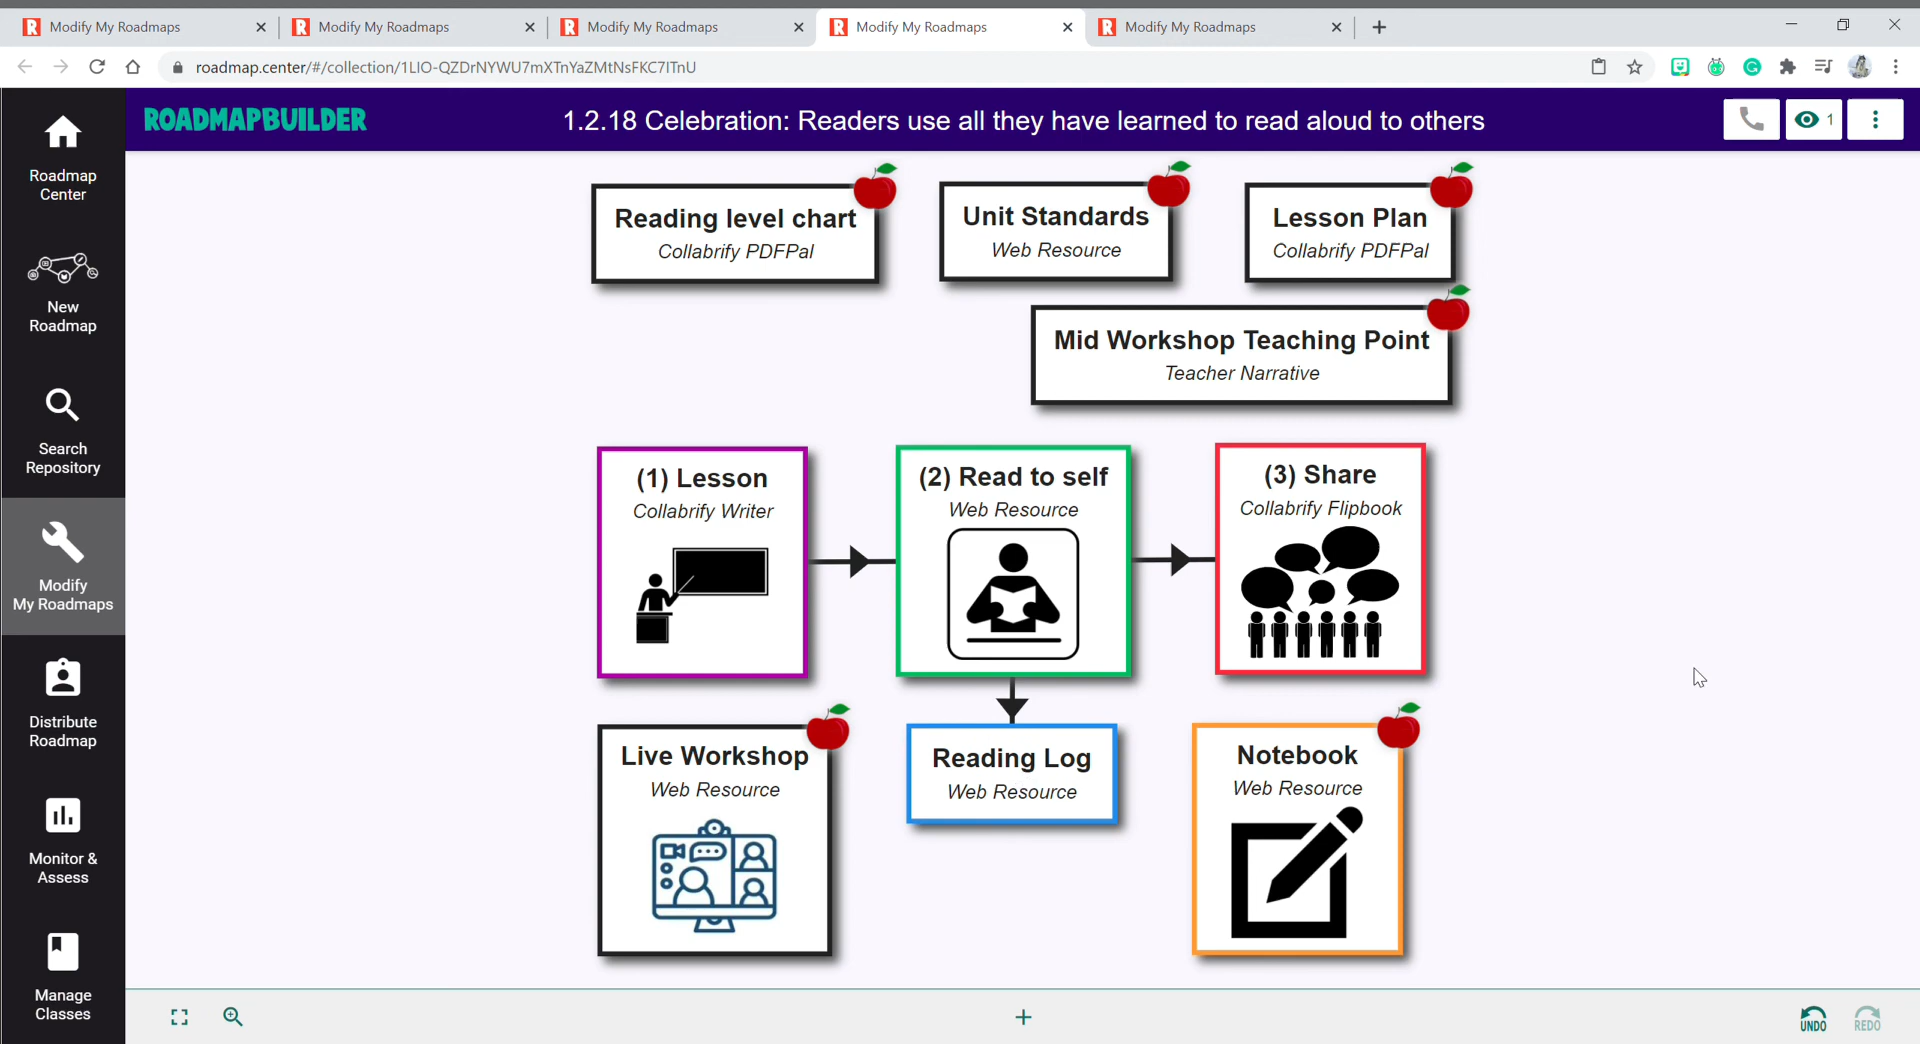 Modify My Roadmaps
Modify My Roadmaps
Modify My Roadmaps
Modify My Roadmaps
Modify My Roadmaps
roadmap.center/#/collection/1LIO-QZDrNYWU7mXTnYaZMtNsFKC7ITnU
Roadmap
Center
New
Roadmap
Search
Repository
Modify
My Roadmaps
Distribute
Roadmap
Monitor &
Assess
Manage
Classes
ROADMAPBUILDER
1.2.18 Celebration: Readers use all they have learned to read aloud to others
1
Reading level chart
Collabrify PDFPal
Unit Standards
Web Resource
Lesson Plan
Collabrify PDFPal
Mid Workshop Teaching Point
Teacher Narrative
(1) Lesson
Collabrify Writer
(2) Read to self
Web Resource
(3) Share
Collabrify Flipbook
Live Workshop
Web Resource
Reading Log
Web Resource
Notebook
Web Resource
UNDO
REDO